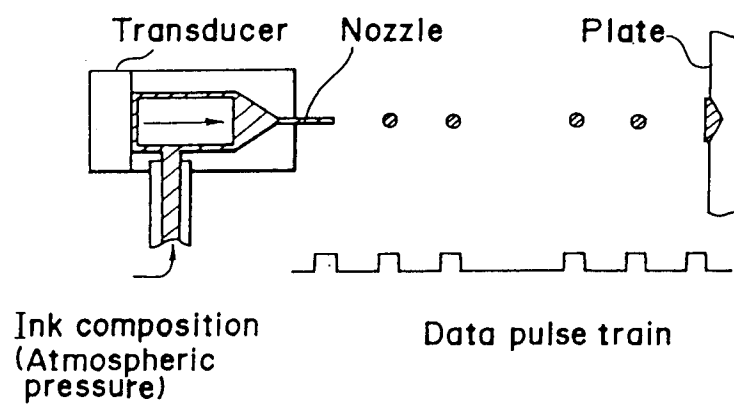 Transducer
Nozzle
Plate
Ink composition
(Atmospheric
pressure)
Data pulse train